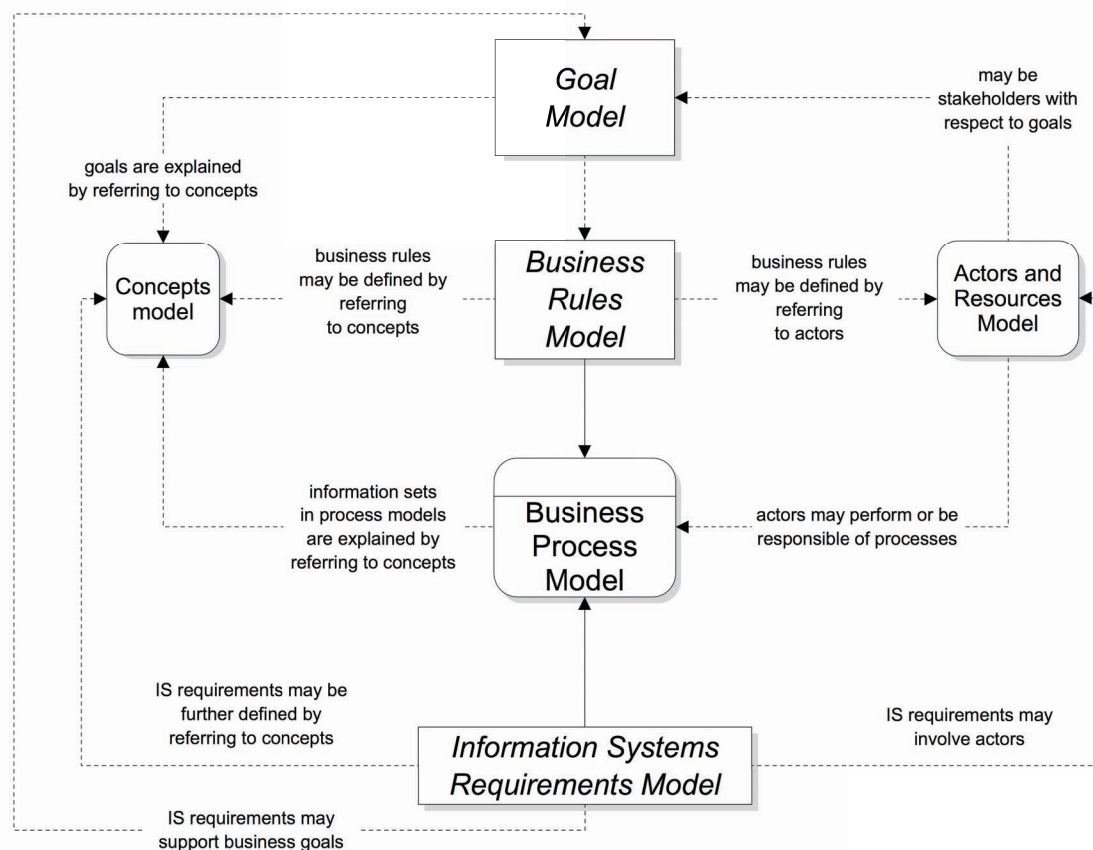 Goal
Model
may be
stakeholders with
respect to goals
goals are explained
by referring to concepts
Concepts
model
business rules
may be defined by
referring
to concepts
Business
Rules
Model
business rules
may be defined by
referring
to actors
Actors and
Resources
Model
information sets
in process models
are explained by
referring to concepts
Business
Process
Model
actors may perform or be
responsible of processes
IS requirements may be
further defined by
referring to concepts
Information Systems
Requirements Model
IS requirements may
involve actors
IS requirements may
support business goals